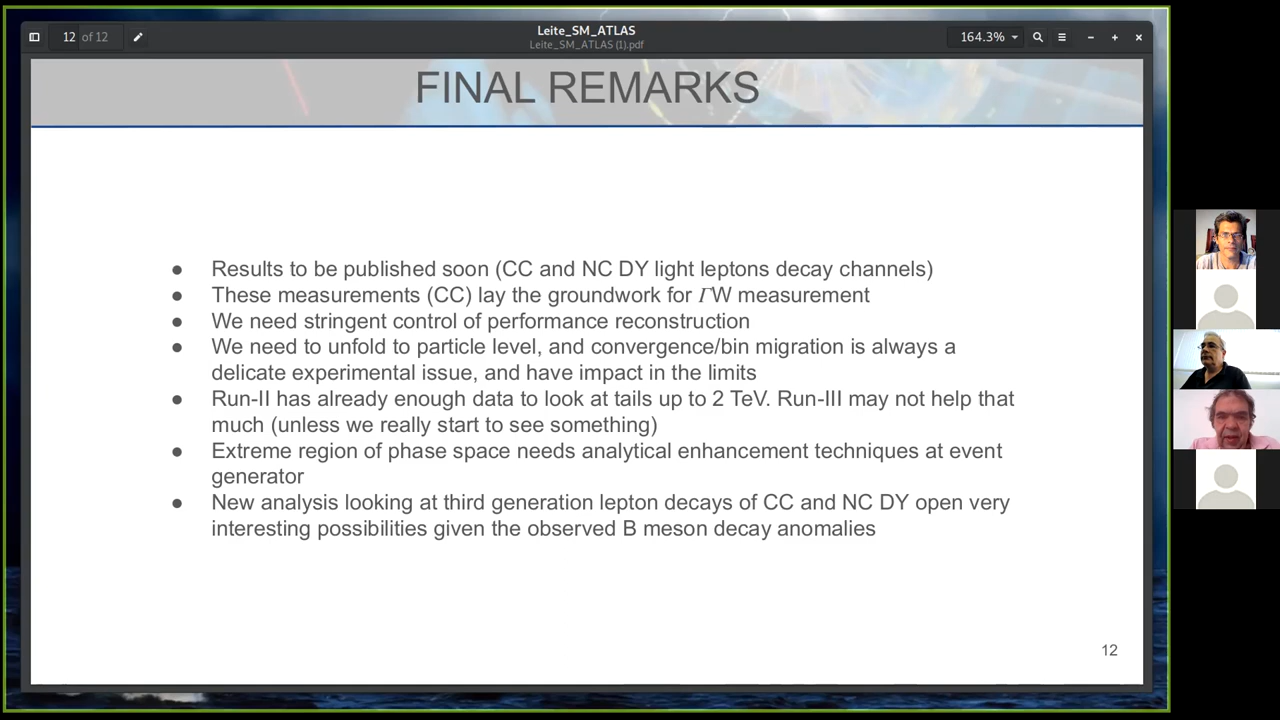 Leite_SM_ATLAS
12 of 12
Leite_SM_ATLAS (1).pdf
164.3%
FINAL REMARKS
● Results to be published soon (CC and NC DY light leptons decay channels)
● These measurements (CC) lay the groundwork for ΓW measurement
● We need stringent control of performance reconstruction
● We need to unfold to particle level, and convergence/bin migration is always a
delicate experimental issue, and have impact in the limits
● Run-II has already enough data to look at tails up to 2 TeV. Run-III may not help that
much (unless we really start to see something)
● Extreme region of phase space needs analytical enhancement techniques at event
generator
● New analysis looking at third generation lepton decays of CC and NC DY open very
interesting possibilities given the observed B meson decay anomalies
12